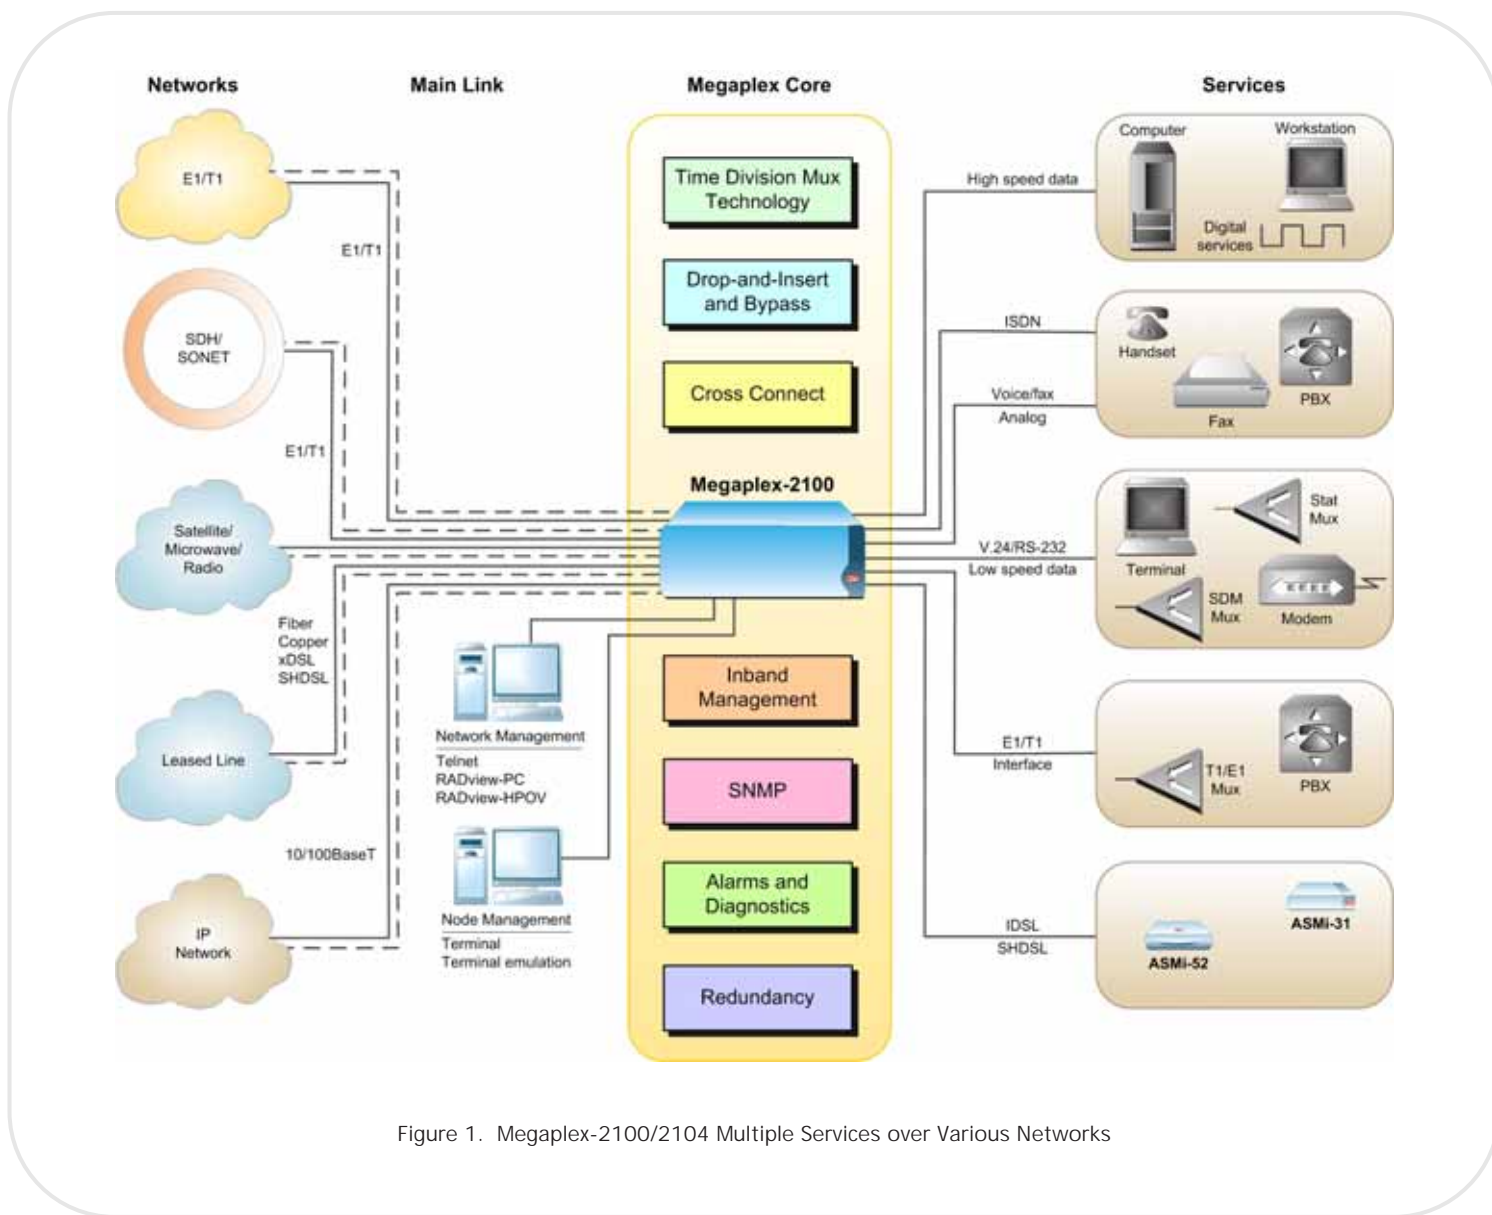 Networks
Main Link
Megaplex Core
Services
E1/T1
E1/T1
SDH/
SONET
E1/T1
Satellite/
Microwave/
Radio
Fiber
Copper
xDSL
SHDSL
Leased Line
10/100BaseT
IP
Network
Network Management
Telnet
RADview-PC
RADview-HPOV
Node Management
Terminal
Terminal emulation
Time Division Mux
Technology
Drop-and-Insert
and Bypass
Cross Connect
Megaplex-2100
Inband
Management
SNMP
Alarms and
Diagnostics
Redundancy
High speed data
Computer
Workstation
Digital
services
ISDN
Voice/fax
Analog
Handset
Fax
PBX
V.24/RS-232
Low speed data
Terminal
Stat
Mux
SDM
Mux
Modem
E1/T1
Interface
T1/E1
Mux
PBX
IDSL
SHDSL
ASMi-52
ASMi-31
Figure 1. Megaplex-2100/2104 Multiple Services over Various Networks